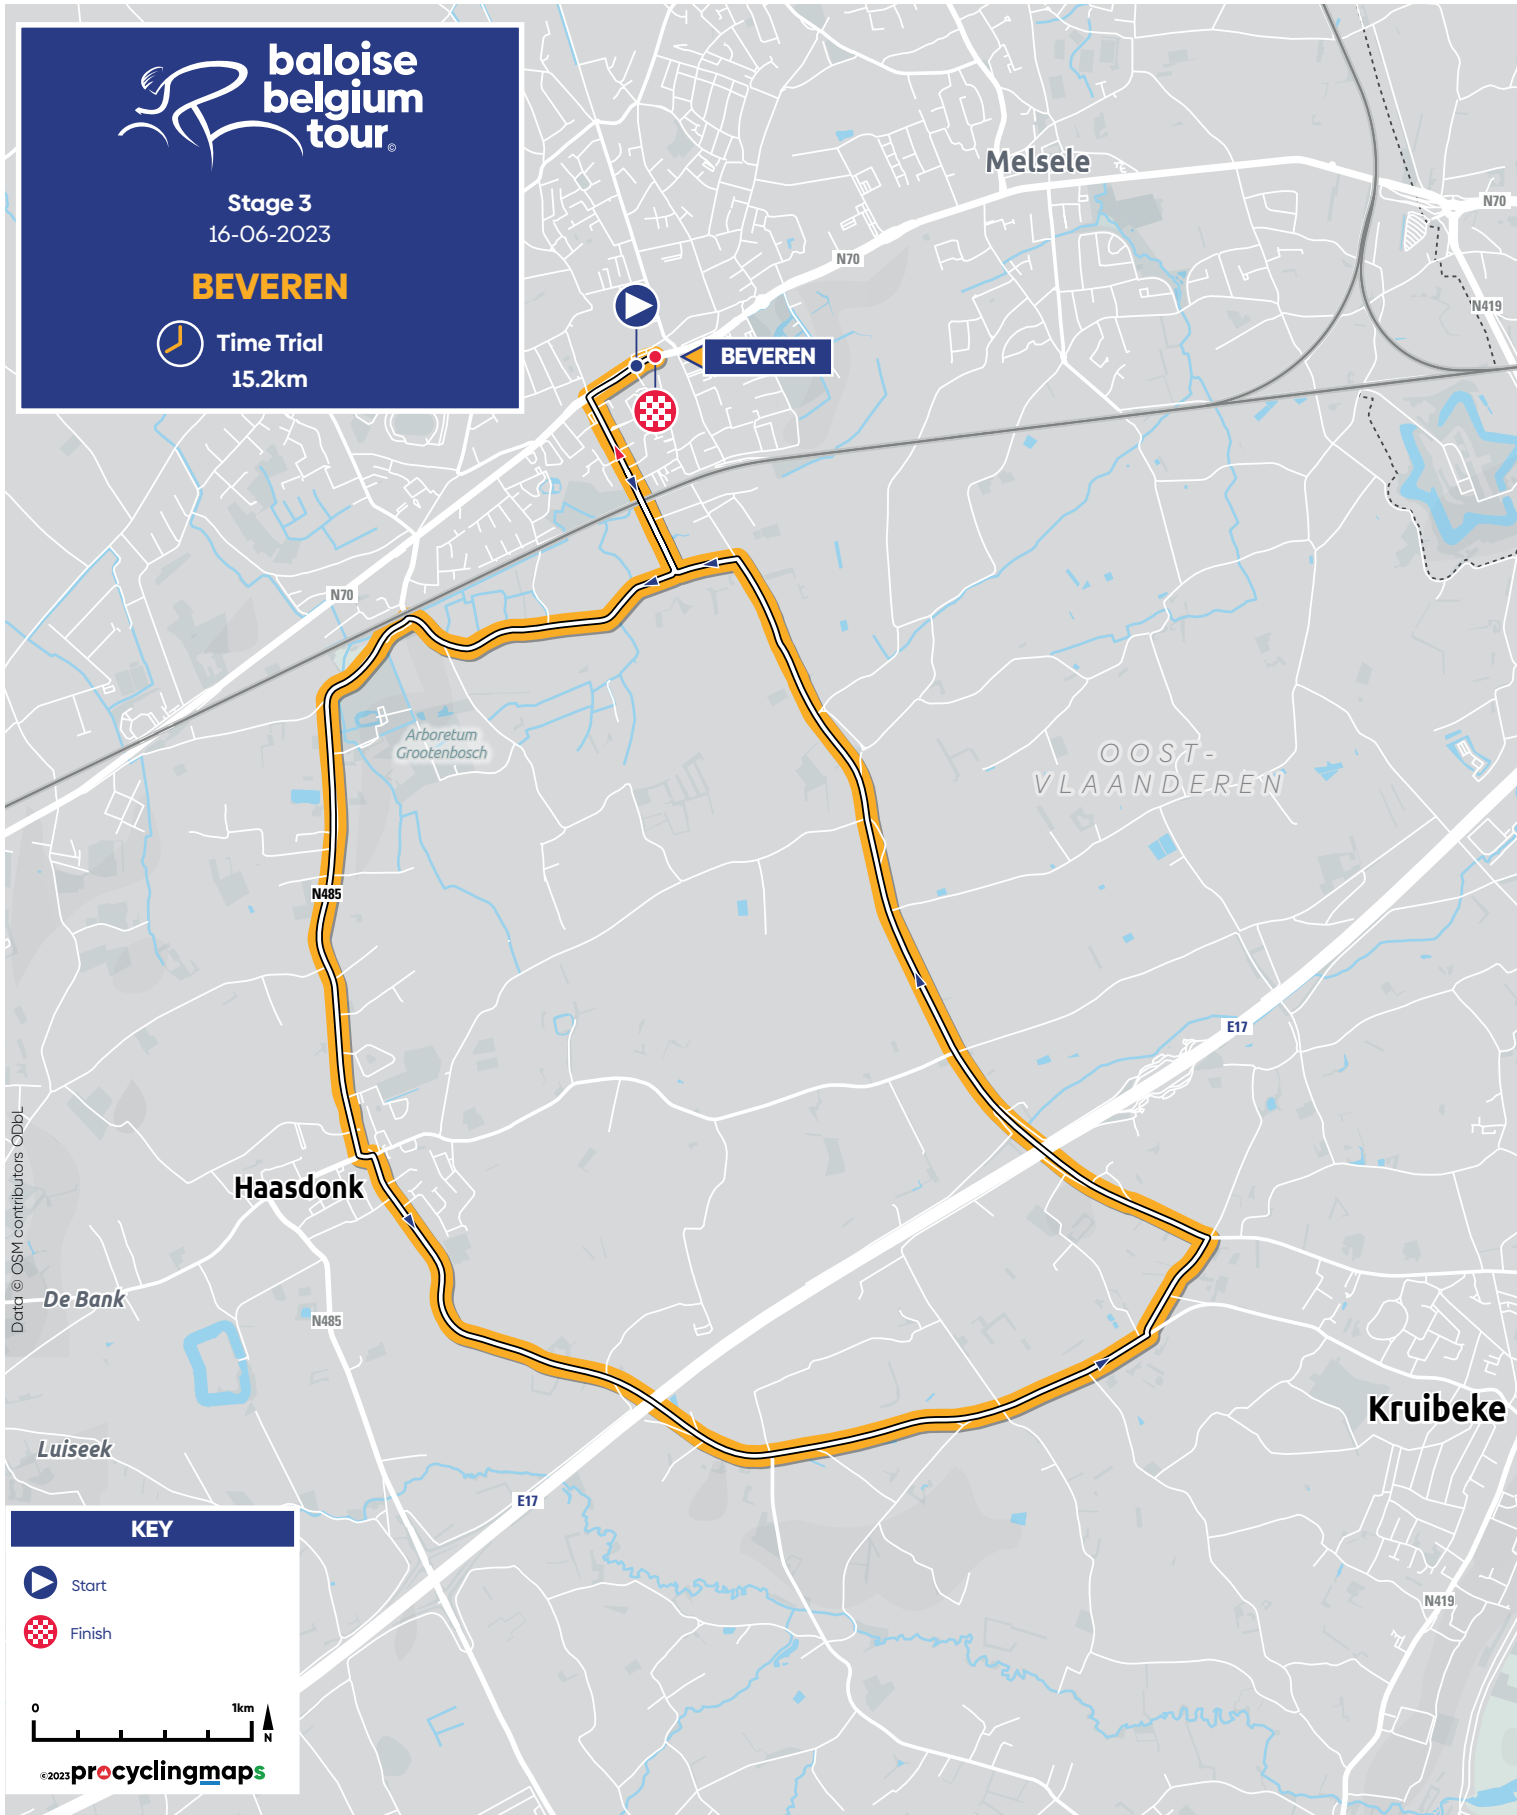 baloise
belgium
tour©
Stage 3
16-06-2023
BEVEREN
Time Trial
15.2km
Melsele
N70
N70
N419
BEVEREN
N70
Arboretum
Grootenbosch
OOST-
VLAANDEREN
N485
E17
Haasdonk
De Bank
N485
Kruibeke
Luiseek
E17
N419
Data © OSM contributors ODbL
KEY
Start
Finish
0 1km
N
©2023 procyclingmaps